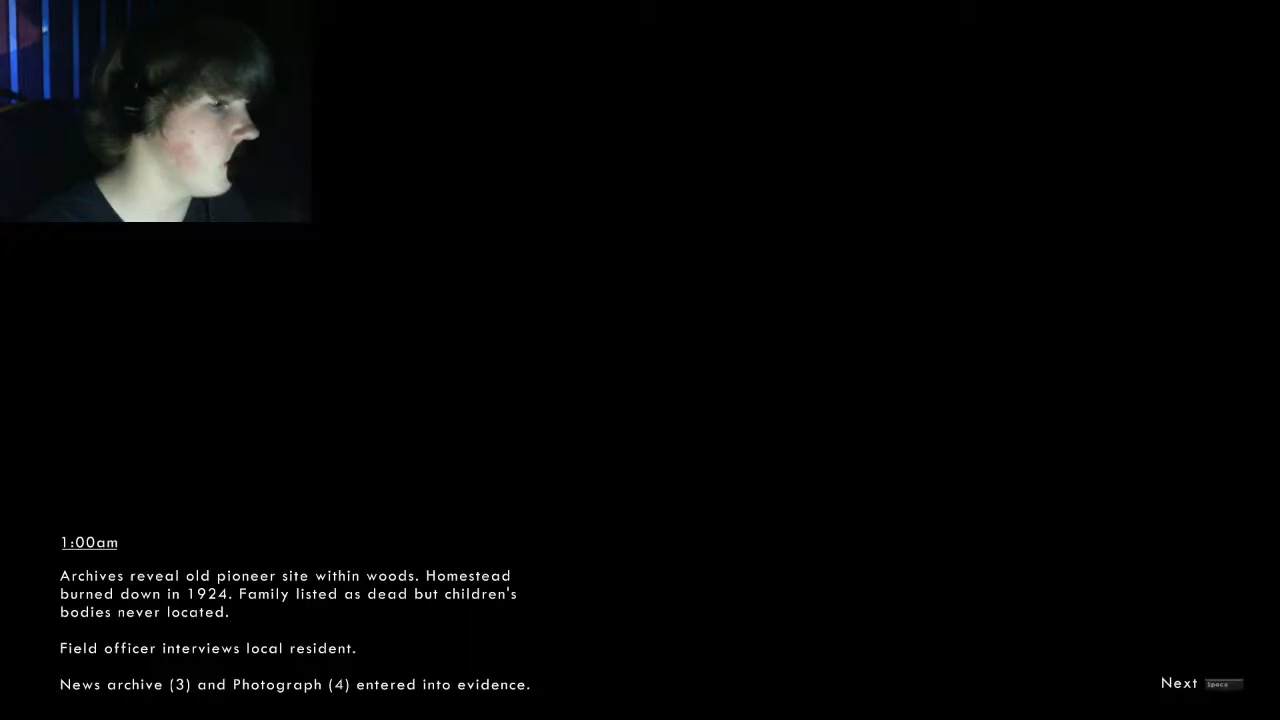 1:00am
Archives reveal old pioneer site within woods. Homestead
burned down in 1924. Family listed as dead but children's
bodies never located.
Field officer interviews local resident.
News archive (3) and Photograph (4) entered into evidence.
Next Space